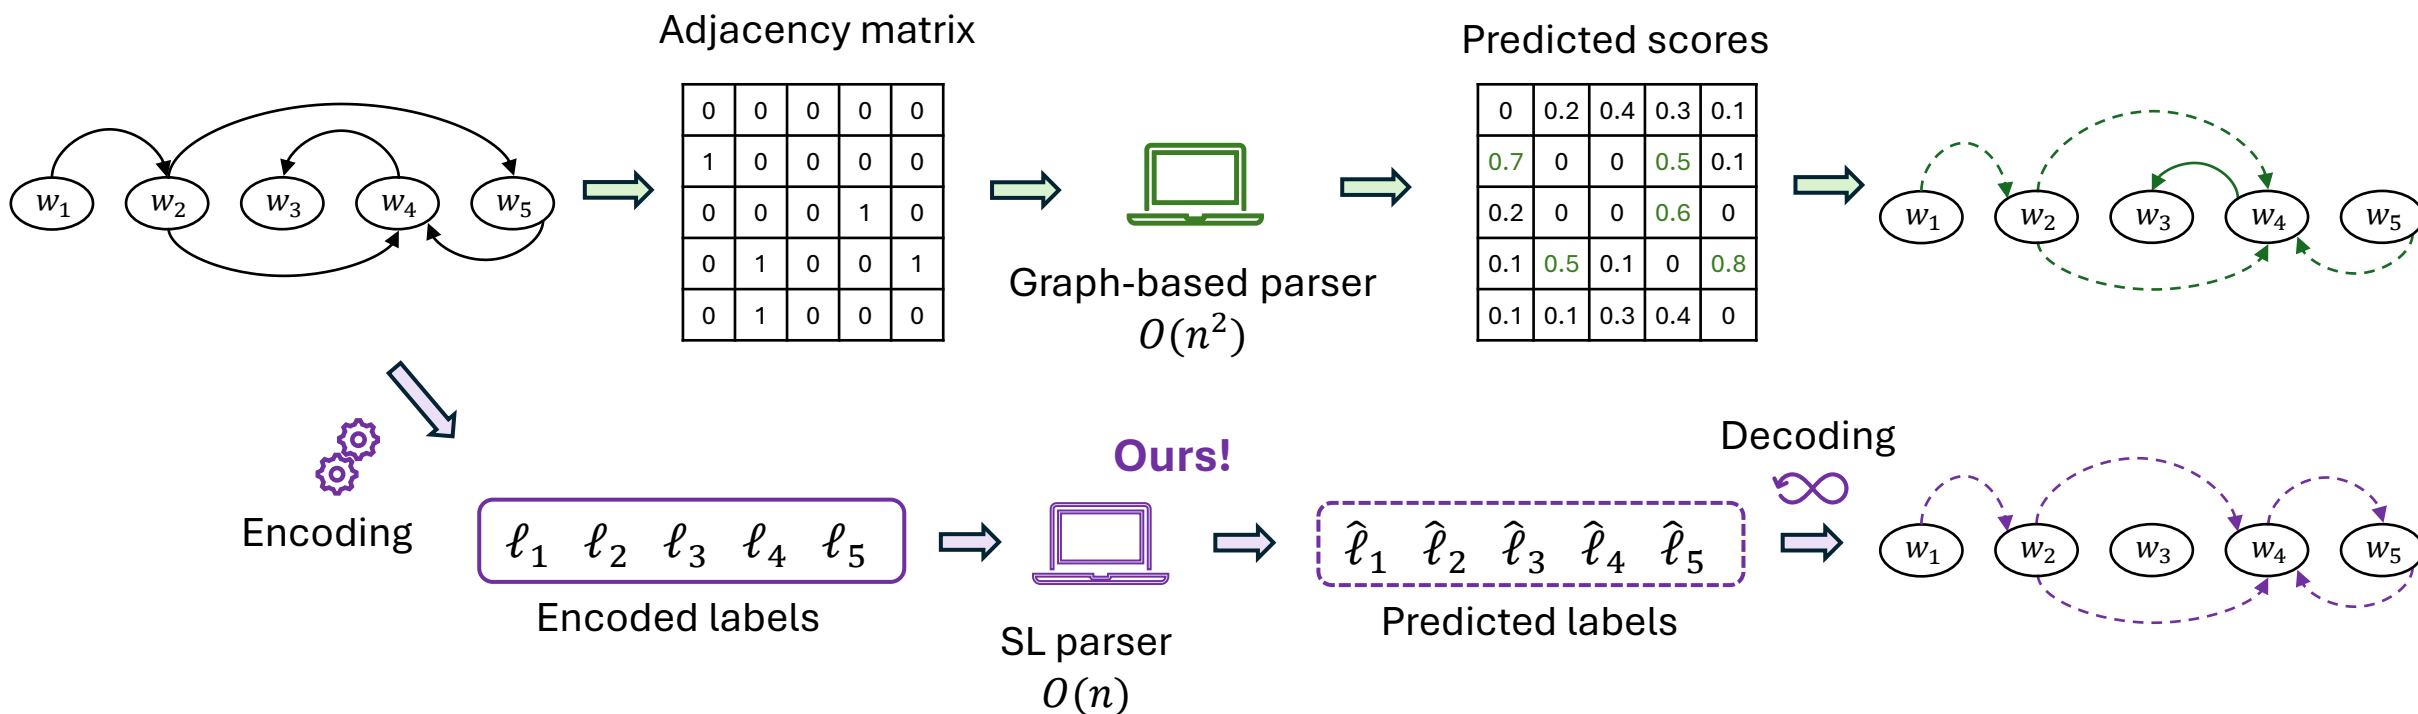 Adjacency matrix
Predicted scores
w₁ w₂ w₃ w₄ w₅
0 0 0 0 0
1 0 0 0 0
0 0 0 1 0
0 1 0 0 1
0 1 0 0 0
Graph-based parser
O(n²)
0 0.2 0.4 0.3 0.1
0.7 0 0 0.5 0.1
0.2 0 0 0.6 0
0.1 0.5 0.1 0 0.8
0.1 0.1 0.3 0.4 0
w₁ w₂ w₃ w₄ w₅
Encoding
ℓ₁ ℓ₂ ℓ₃ ℓ₄ ℓ₅
Encoded labels
Ours!
SL parser
O(n)
ℓ̂₁ ℓ̂₂ ℓ̂₃ ℓ̂₄ ℓ̂₅
Predicted labels
Decoding
w₁ w₂ w₃ w₄ w₅